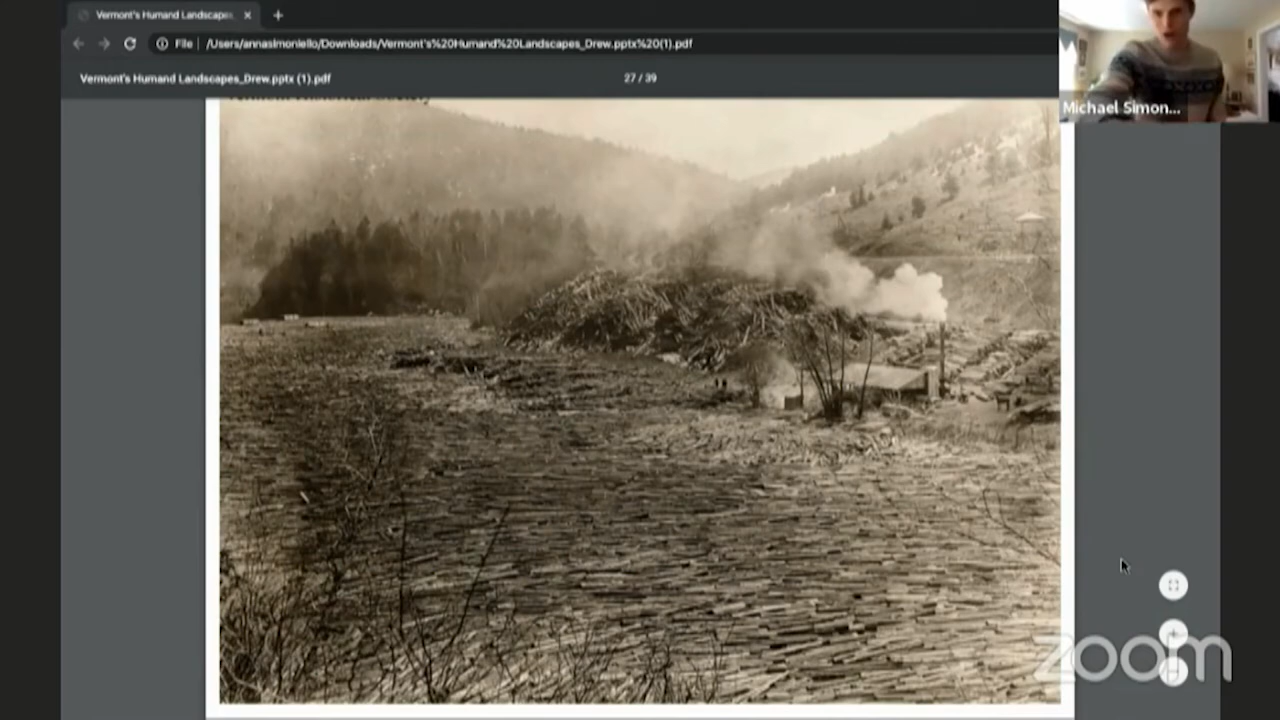 Vermont's Humand Landscapes
File /Users/annasimoniello/Downloads/Vermont's%20Humand%20Landscapes_Drew.pptx%20(1).pdf
Vermont's Humand Landscapes_Drew.pptx (1).pdf
27 / 39
Michael Simon...
zoom